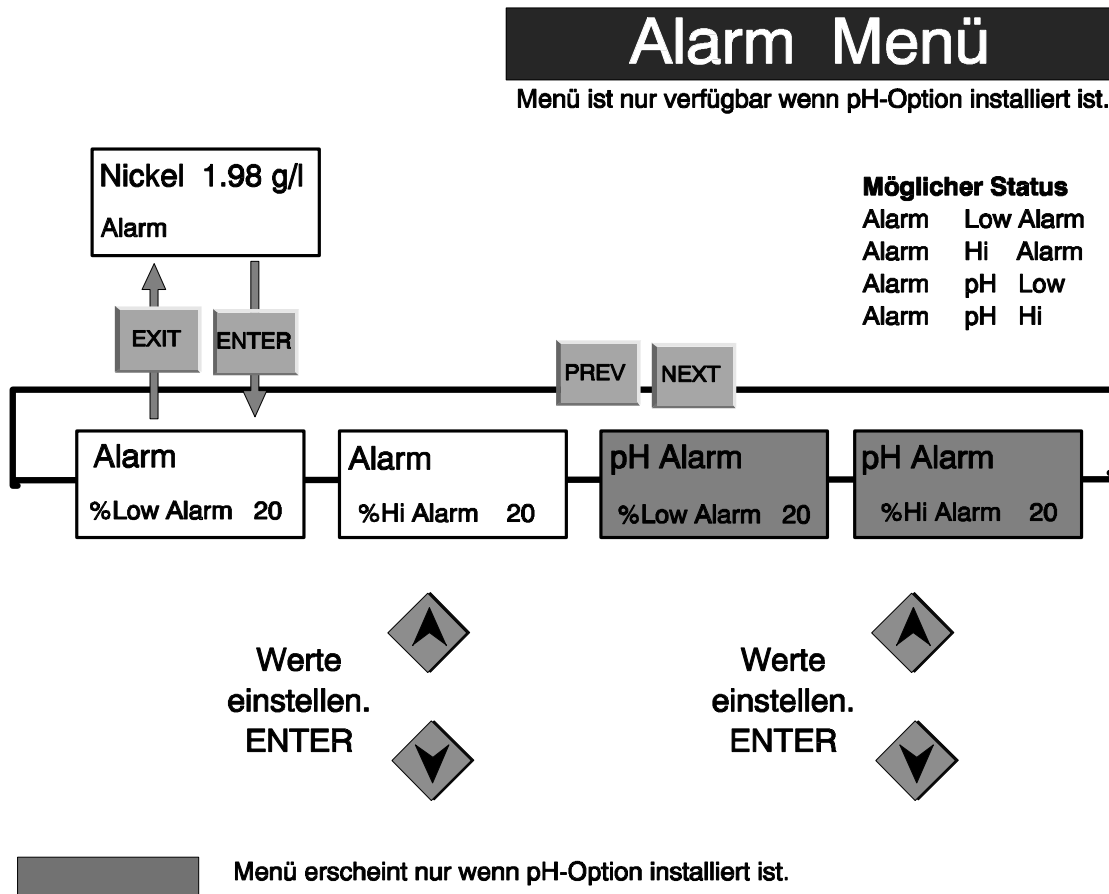 Alarm Menü
Menü ist nur verfügbar wenn pH-Option installiert ist.
Nickel 1.98 g/l
Alarm
Möglicher Status
Alarm Low Alarm
Alarm Hi Alarm
Alarm pH Low
Alarm pH Hi
EXIT
ENTER
PREV
NEXT
Alarm
%Low Alarm 20
Alarm
%Hi Alarm 20
pH Alarm
%Low Alarm 20
pH Alarm
%Hi Alarm 20
Werte
einstellen.
ENTER
Werte
einstellen.
ENTER
Menü erscheint nur wenn pH-Option installiert ist.